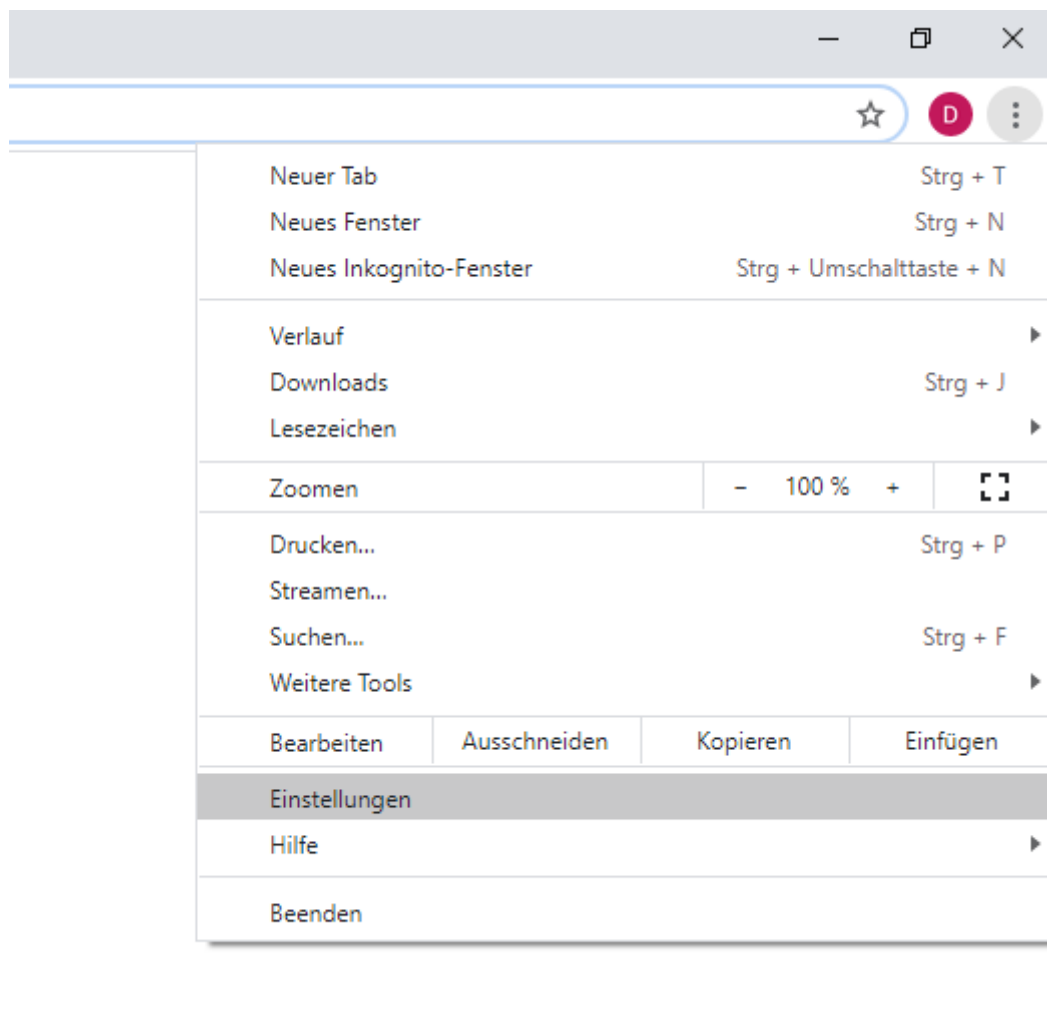 D
Neuer Tab Strg + T
Neues Fenster Strg + N
Neues Inkognito-Fenster Strg + Umschalttaste + N
Verlauf
Downloads Strg + J
Lesezeichen
Zoomen - 100 % +
Drucken... Strg + P
Streamen...
Suchen... Strg + F
Weitere Tools
Bearbeiten Ausschneiden Kopieren Einfügen
Einstellungen
Hilfe
Beenden